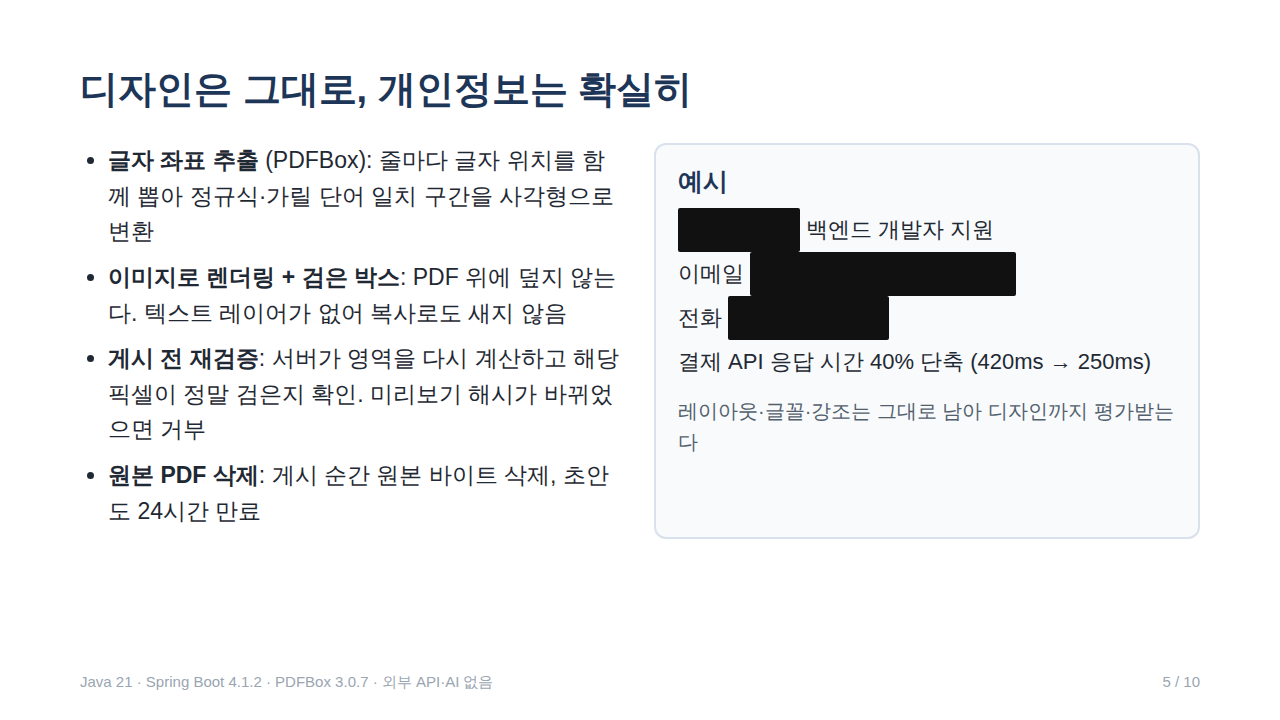 디자인은 그대로, 개인정보는 확실히
• 글자 좌표 추출 (PDFBox): 줄마다 글자 위치를 함
께 뽑아 정규식·가릴 단어 일치 구간을 사각형으로
변환
• 이미지로 렌더링 + 검은 박스: PDF 위에 덮지 않는
다. 텍스트 레이어가 없어 복사로도 새지 않음
• 게시 전 재검증: 서버가 영역을 다시 계산하고 해당
픽셀이 정말 검은지 확인. 미리보기 해시가 바뀌었
으면 거부
• 원본 PDF 삭제: 게시 순간 원본 바이트 삭제, 초안
도 24시간 만료
예시
백엔드 개발자 지원
이메일
전화
결제 API 응답 시간 40% 단축 (420ms → 250ms)
레이아웃·글꼴·강조는 그대로 남아 디자인까지 평가받는
다
Java 21 · Spring Boot 4.1.2 · PDFBox 3.0.7 · 외부 API·AI 없음
5 / 10